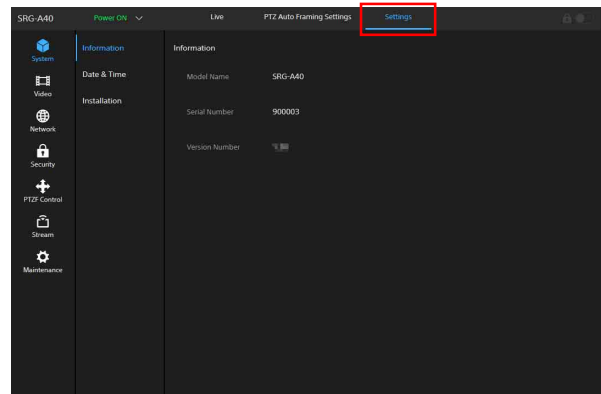 SRG-A40 Power ON Live PTZ Auto Framing Settings Settings
System
Video
Network
Security
PTZF Control
Stream
Maintenance
Information
Date & Time
Installation
Information
Model Name SRG-A40
Serial Number 900003
Version Number